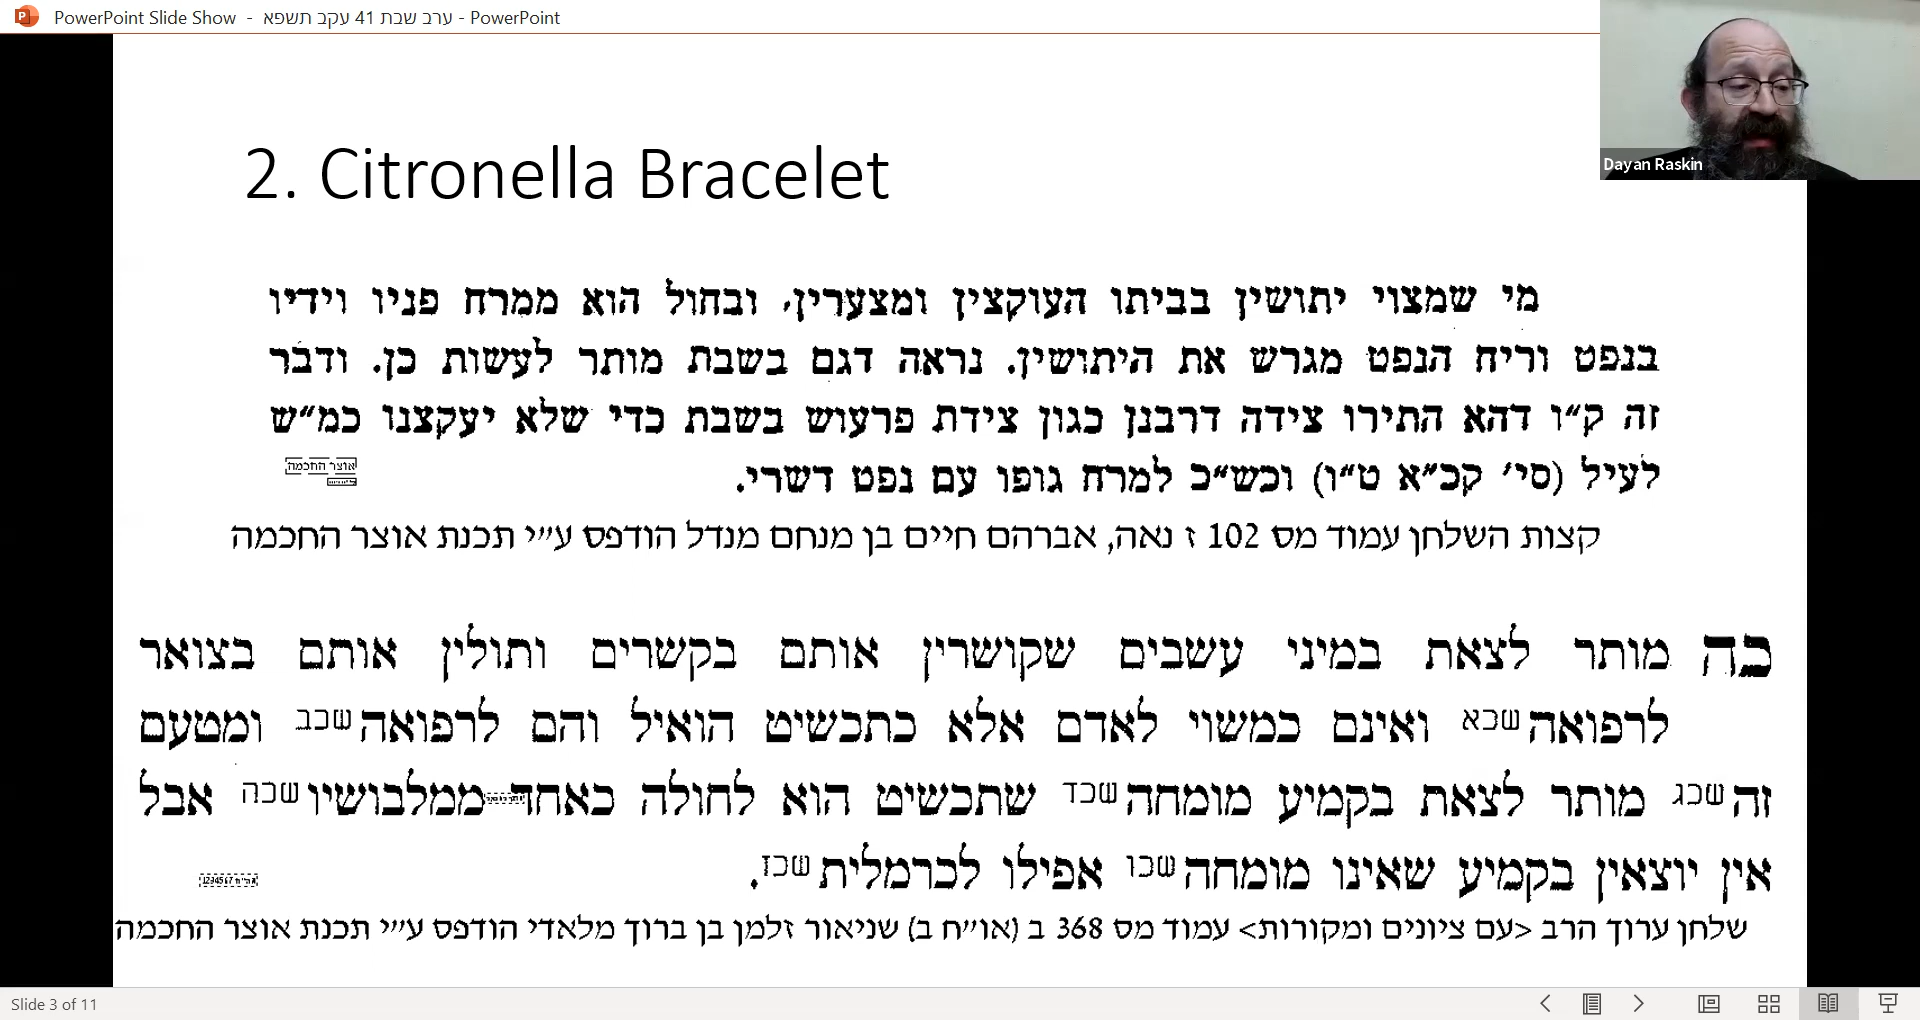 PowerPoint Slide Show - ערב שבת 41 עקב תשפא - PowerPoint
Dayan Raskin
2. Citronella Bracelet
מי שמצוי יתושין בביתו העוקצין ומצערין, ובחול הוא ממרח פניו וידיו
בנפט וריח הנפט מגרש את היתושין. נראה דגם בשבת מותר לעשות כן. ודבר
זה ק״ו דהא התירו צידה דרבנן כגון צידת פרעוש בשבת כדי שלא יעקצנו כמ״ש
לעיל (סי׳ קכ״א ט״ו) וכש״כ למרח גופו עם נפט דשרי.
אוצר החכמה
קצות השלחן עמוד מס 102 ז נאה, אברהם חיים בן מנחם מנדל הודפס ע״י תכנת אוצר החכמה
כה מותר לצאת במיני עשבים שקושרין אותם בקשרים ותולין אותם בצואר
לרפואה שכא ואינם כמשוי לאדם אלא כתכשיט הואיל והם לרפואה שכב ומטעם
זה שכג מותר לצאת בקמיע מומחה שכד שתכשיט הוא לחולה כאחד ממלבושיו שכה אבל
אין יוצאין בקמיע שאינו מומחה שכו אפילו לכרמלית שכז.
1234567
שלחן ערוך הרב <עם ציונים ומקורות> עמוד מס 368 ב (או״ח ב) שניאור זלמן בן ברוך מלאדי הודפס ע״י תכנת אוצר החכמה
Slide 3 of 11